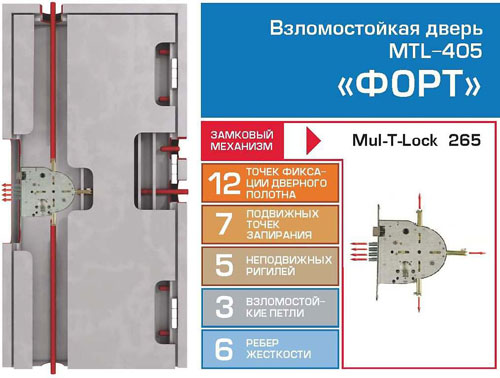 Взломостойкая дверь
MTL-405
«ФОРТ»
ЗАМКОВЫЙ
МЕХАНИЗМ
Mul-T-Lock 265
12 ТОЧЕК ФИКСА-
ЦИИ ДВЕРНОГО
ПОЛОТНА
7 ПОДВИЖНЫХ
ТОЧЕК
ЗАПИРАНИЯ
5 НЕПОДВИЖНЫХ
РИГИЛЕЙ
3 ВЗЛОМОСТОЙ-
КИЕ ПЕТЛИ
6 РЕБЕР
ЖЕСТКОСТИ